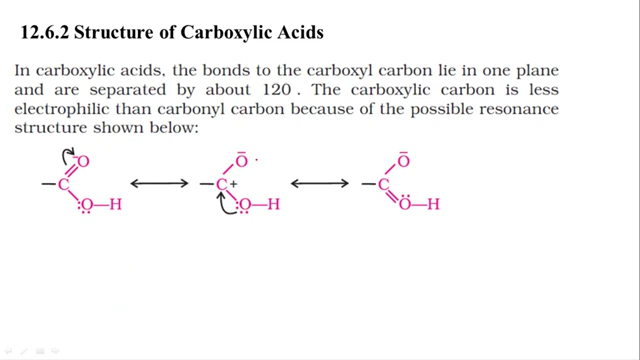 12.6.2 Structure of Carboxylic Acids
In carboxylic acids, the bonds to the carboxyl carbon lie in one plane
and are separated by about 120 . The carboxylic carbon is less
electrophilic than carbonyl carbon because of the possible resonance
structure shown below:
O Ō Ō
—C —C+ —C
:Ö—H :Ö—H Ö—H